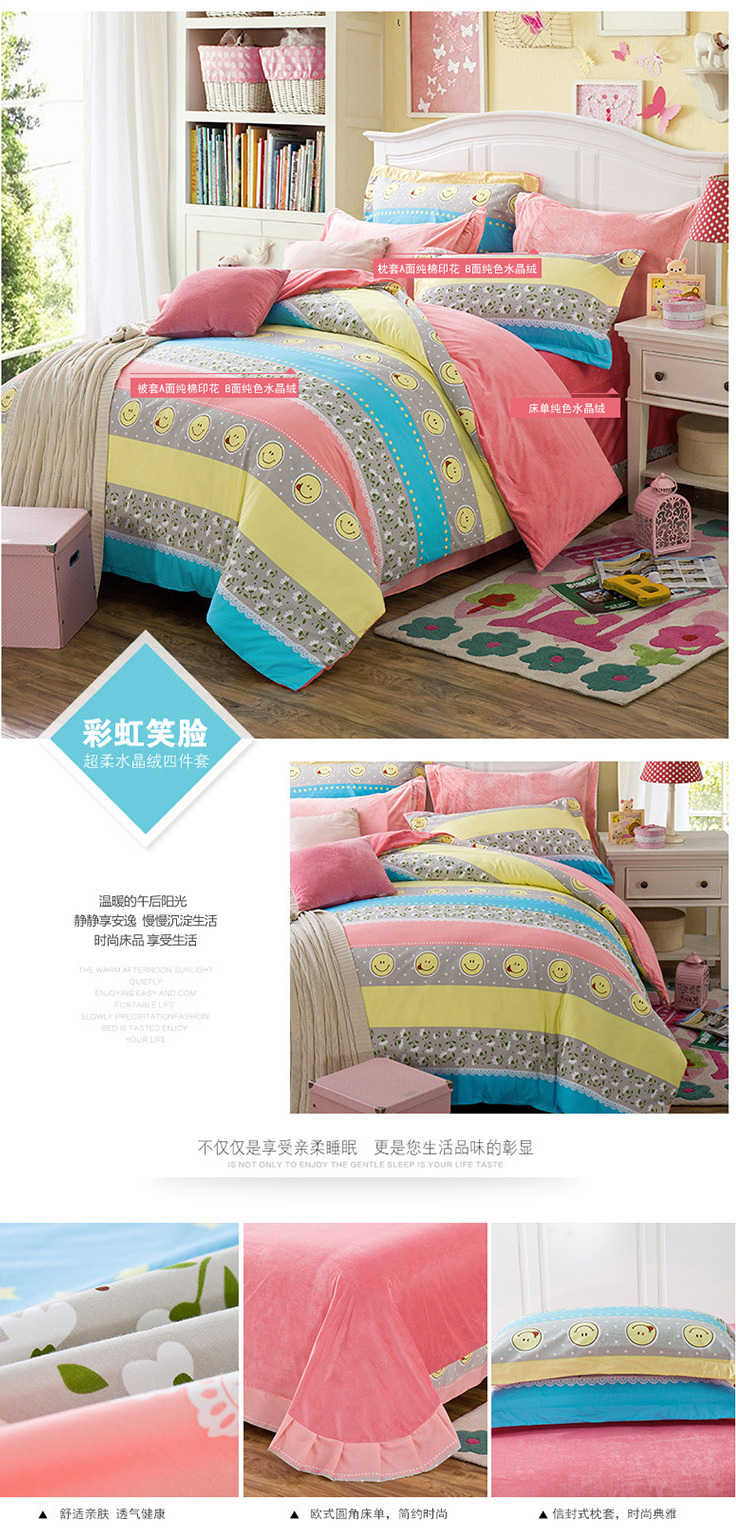 枕套A面纯棉印花 B面纯色水晶绒
被套A面纯棉印花 B面纯色水晶绒
床单纯色水晶绒
彩虹笑脸
超柔水晶绒四件套
温暖的午后阳光
静静享安逸 慢慢沉淀生活
时尚床品 享受生活
THE WARM AFTERNOON SUNLIGHT
QUIETLY
ENJOYING EASY AND COM
FORTABLE LIFE
SLOWLY PRECIPITATIONFASHION
BED IS TASTED ENJOY
YOUR LIFE
不仅仅是享受亲柔睡眠 更是您生活品味的彰显
IS NOT ONLY TO ENJOY THE GENTLE SLEEP IS YOUR LIFE TASTE
▲ 舒适亲肤 透气健康
▲ 欧式圆角床单，简约时尚
▲ 信封式枕套，时尚典雅